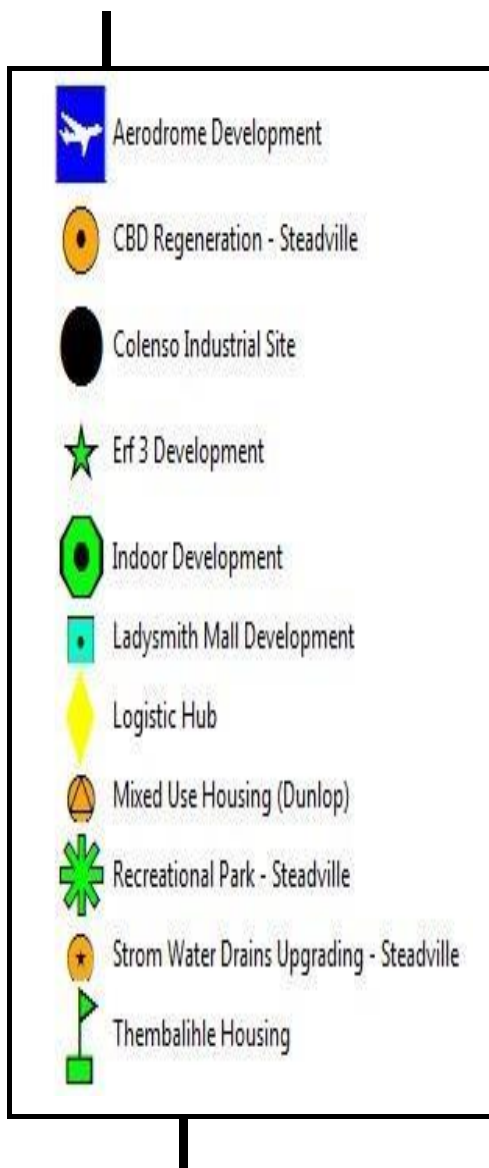 Aerodrome Development
CBD Regeneration - Steadville
Colenso Industrial Site
Erf 3 Development
Indoor Development
Ladysmith Mall Development
Logistic Hub
Mixed Use Housing (Dunlop)
Recreational Park - Steadville
Strom Water Drains Upgrading - Steadville
Thembalihle Housing